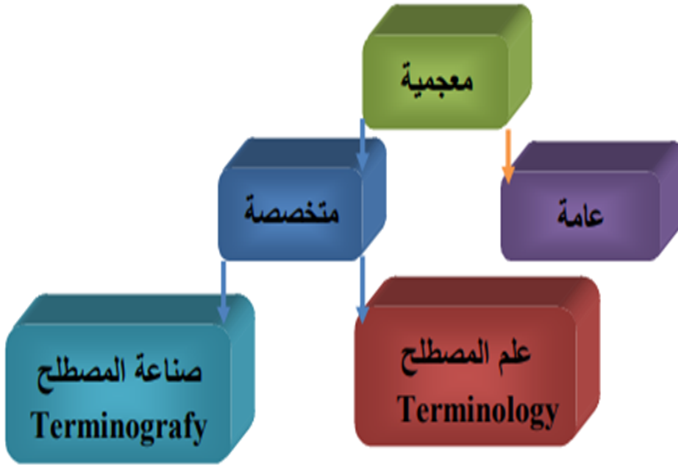 معجمية
عامة
متخصصة
علم المصطلح
Terminology
صناعة المصطلح
Terminografy